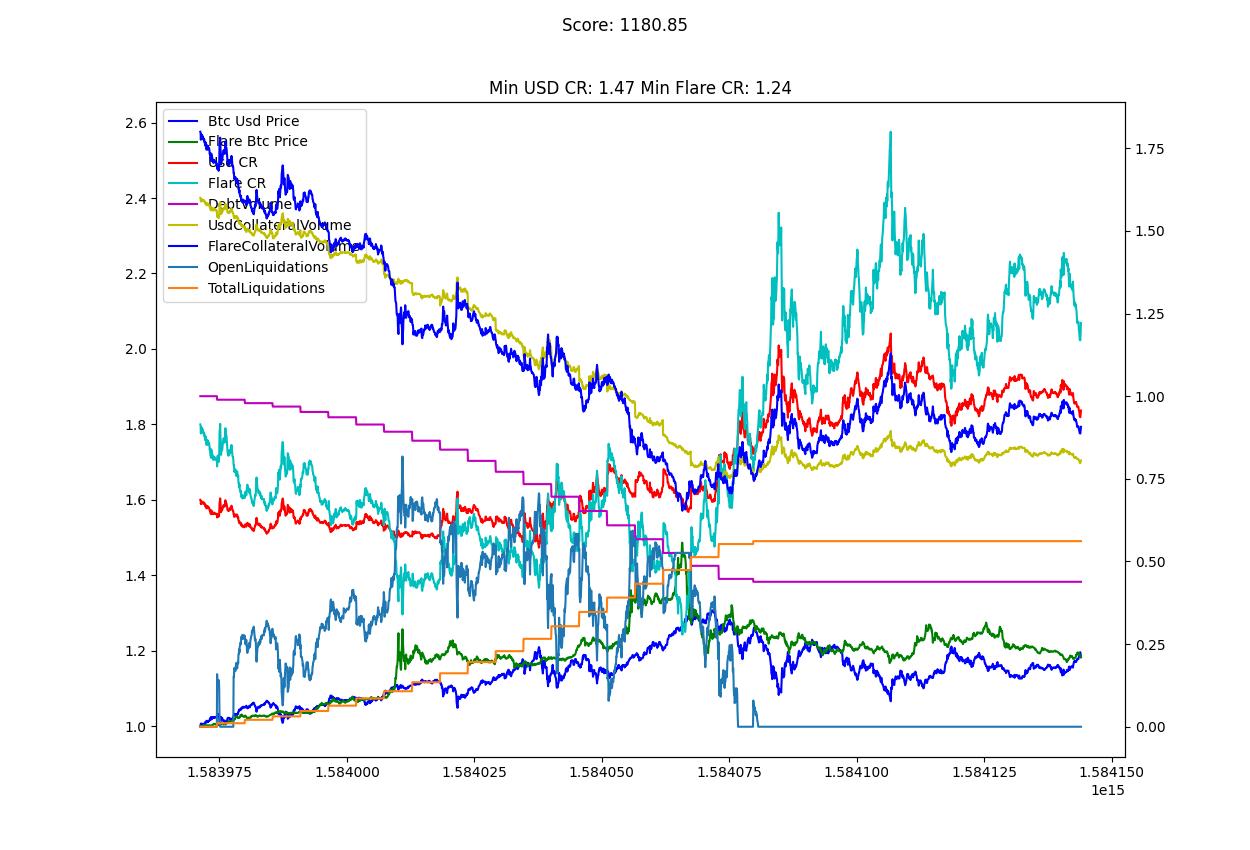 Score: 1180.85
Min USD CR: 1.47 Min Flare CR: 1.24
Btc Usd Price
Flare Btc Price
Usd CR
Flare CR
DebtVolume
UsdCollateralVolume
FlareCollateralVolume
OpenLiquidations
TotalLiquidations
2.6
2.4
2.2
2.0
1.8
1.6
1.4
1.2
1.0
1.75
1.50
1.25
1.00
0.75
0.50
0.25
0.00
1.583975
1.584000
1.584025
1.584050
1.584075
1.584100
1.584125
1.584150
1e15